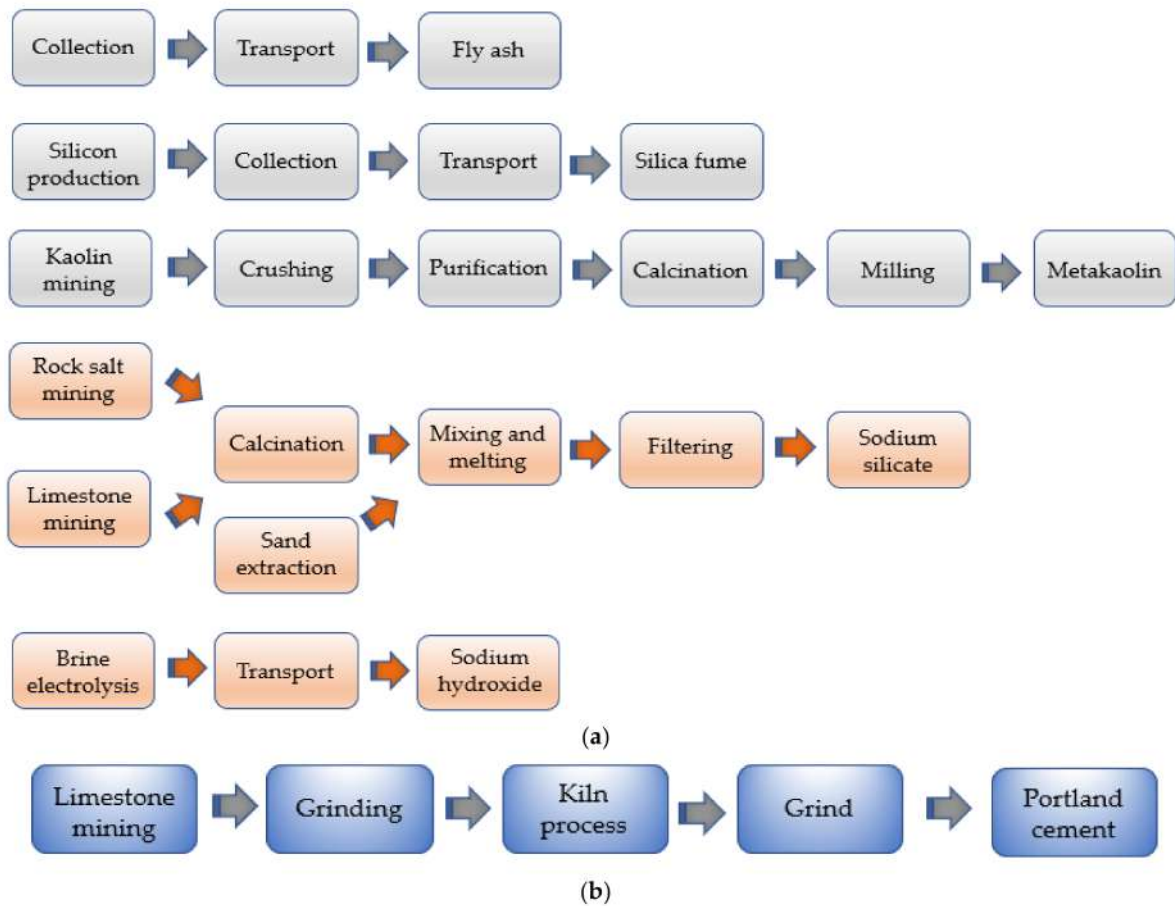 Collection
Transport
Fly ash
Silicon
production
Collection
Transport
Silica fume
Kaolin
mining
Crushing
Purification
Calcination
Milling
Metakaolin
Rock salt
mining
Limestone
mining
Calcination
Sand
extraction
Mixing and
melting
Filtering
Sodium
silicate
Brine
electrolysis
Transport
Sodium
hydroxide
(a)
Limestone
mining
Grinding
Kiln
process
Grind
Portland
cement
(b)